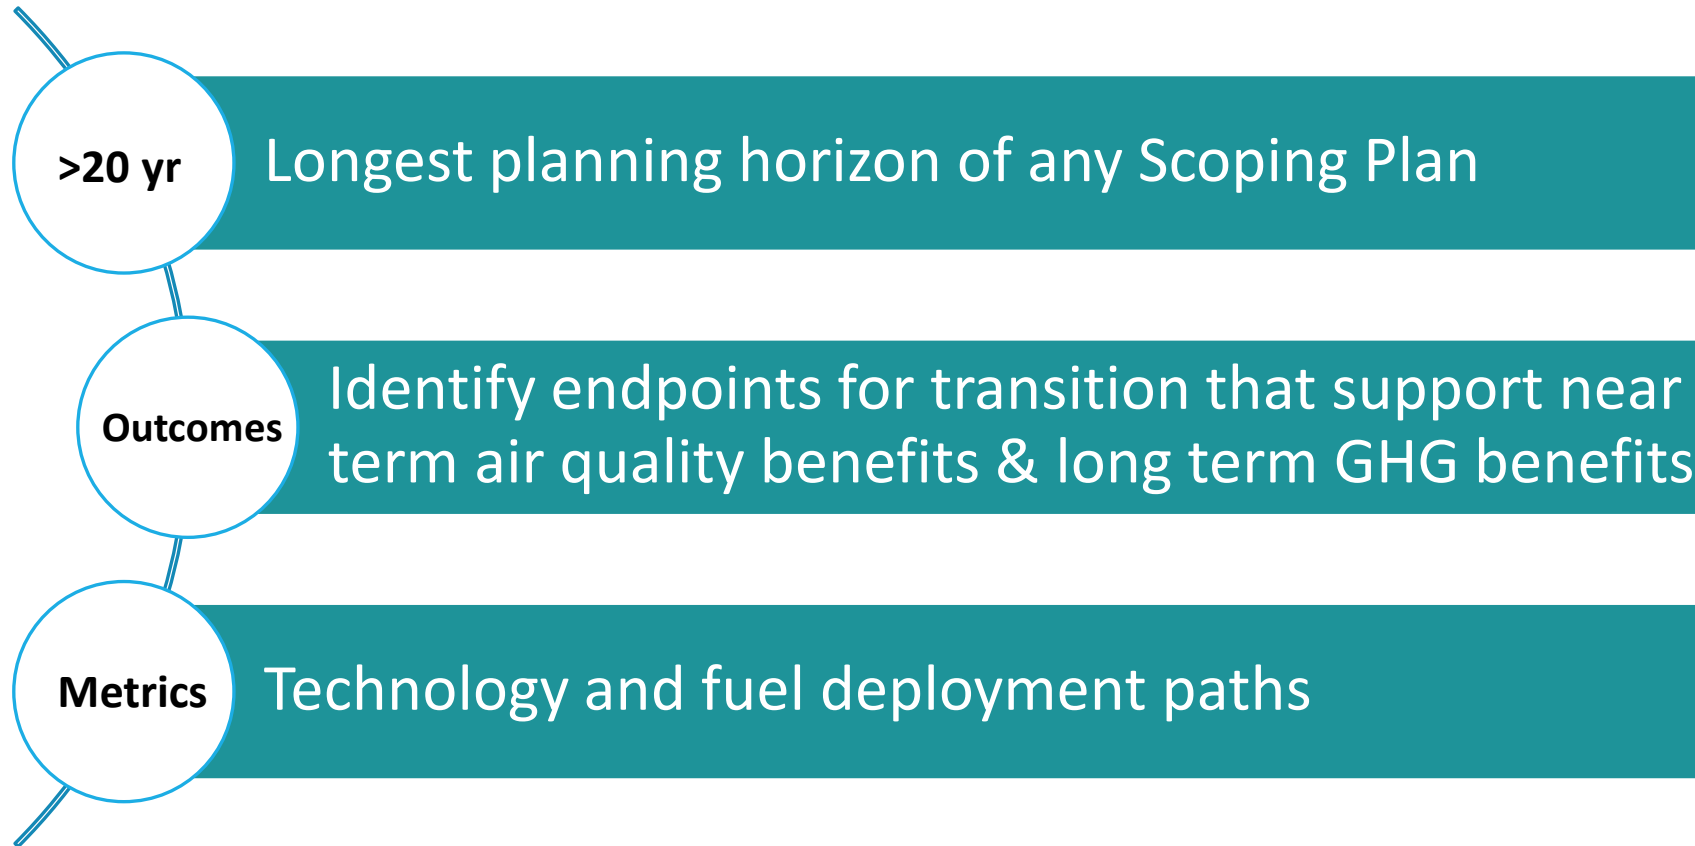 >20 yr
Longest planning horizon of any Scoping Plan
Outcomes
Identify endpoints for transition that support near
term air quality benefits & long term GHG benefits
Metrics
Technology and fuel deployment paths